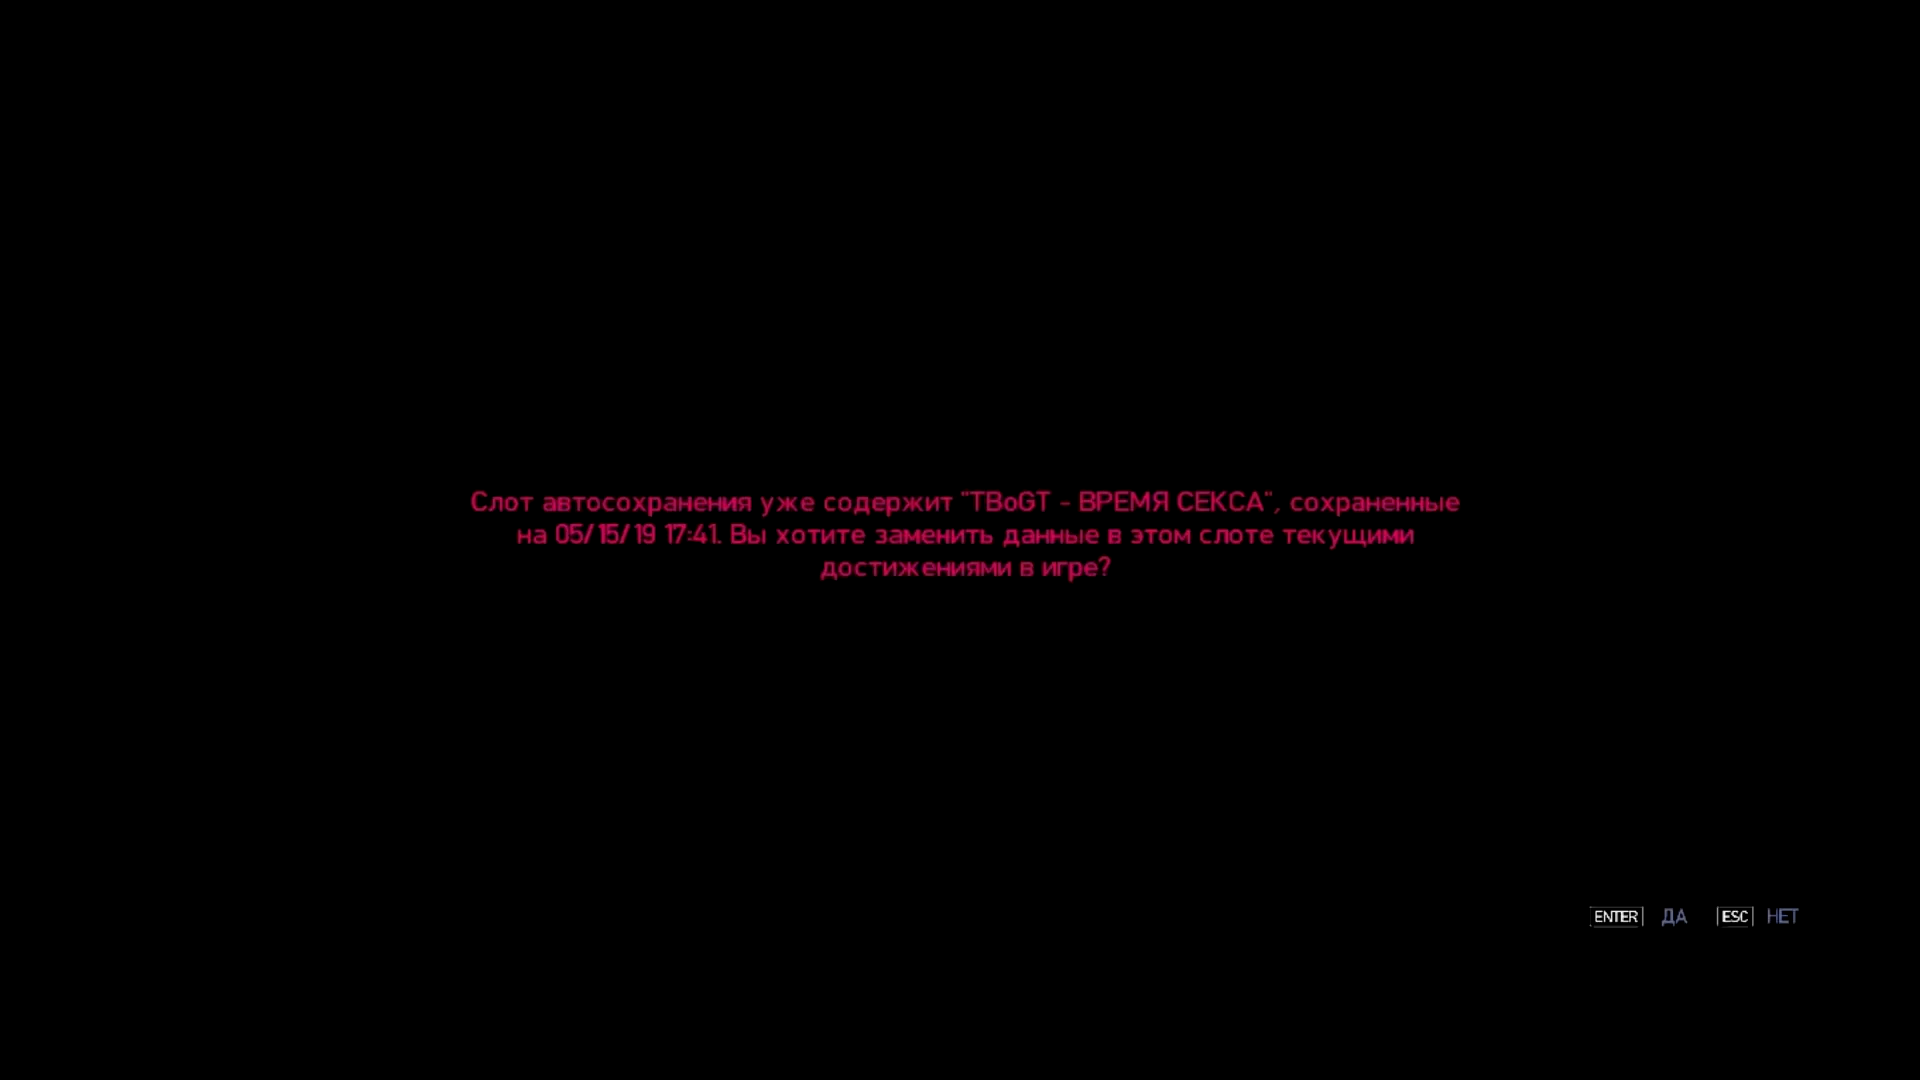 Слот автосохранения уже содержит "TBoGT - ВРЕМЯ СЕКСА", сохраненные
на 05/15/19 17:41. Вы хотите заменить данные в этом слоте текущими
достижениями в игре?
ENTER ДА ESC НЕТ